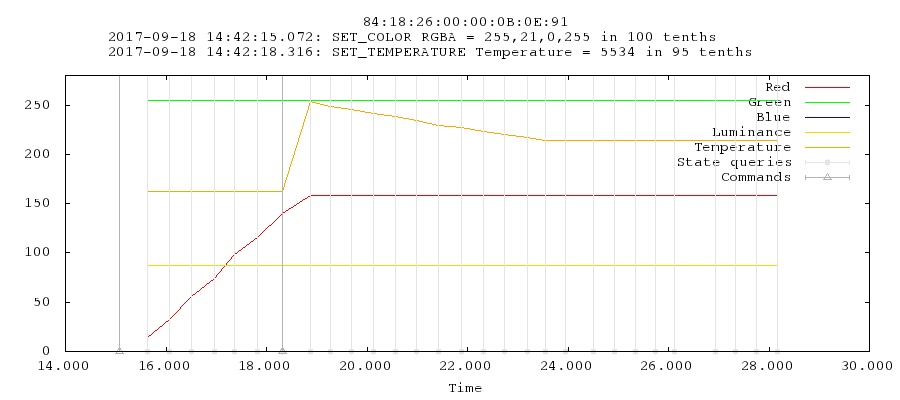 84:18:26:00:00:0B:0E:91
2017-09-18 14:42:15.072: SET_COLOR RGBA = 255,21,0,255 in 100 tenths
2017-09-18 14:42:18.316: SET_TEMPERATURE Temperature = 5534 in 95 tenths
250
200
150
100
50
0
Red
Green
Blue
Luminance
Temperature
State queries
Commands
14.000 16.000 18.000 20.000 22.000 24.000 26.000 28.000 30.000
Time